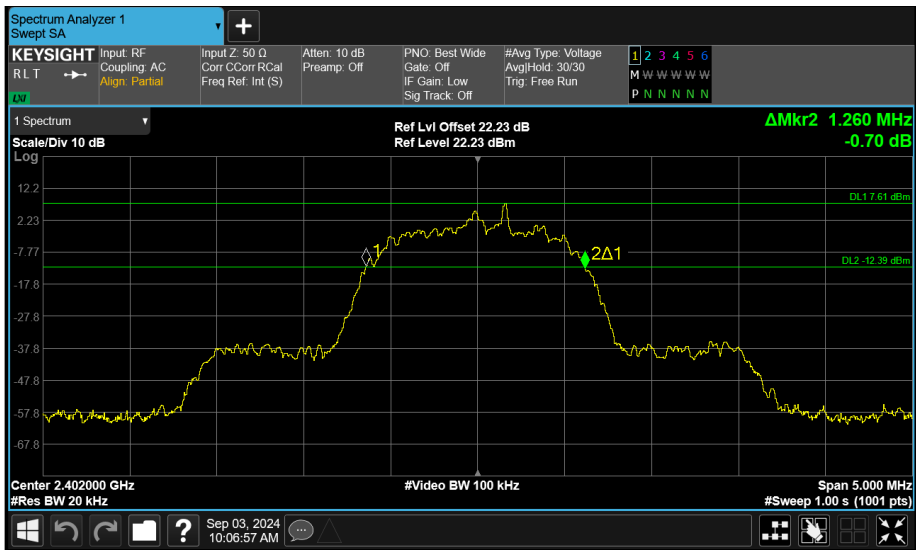 Spectrum Analyzer 1
Swept SA
KEYSIGHT
RLT
LXI
Input: RF
Coupling: AC
Align: Partial
Input Z: 50 Ω
Corr CCorr RCal
Freq Ref: Int (S)
Atten: 10 dB
Preamp: Off
PNO: Best Wide
Gate: Off
IF Gain: Low
Sig Track: Off
#Avg Type: Voltage
Avg|Hold: 30/30
Trig: Free Run
1 2 3 4 5 6
M W W W W W
P N N N N N
1 Spectrum
Scale/Div 10 dB
Ref Lvl Offset 22.23 dB
Ref Level 22.23 dBm
ΔMkr2 1.260 MHz
-0.70 dB
Log
12.2
DL1 7.61 dBm
2.23
1
2Δ1
-7.77
DL2 -12.39 dBm
-17.8
-27.8
-37.8
-47.8
-57.8
-67.8
Center 2.402000 GHz
#Video BW 100 kHz
Span 5.000 MHz
#Res BW 20 kHz
#Sweep 1.00 s (1001 pts)
?
Sep 03, 2024
10:06:57 AM